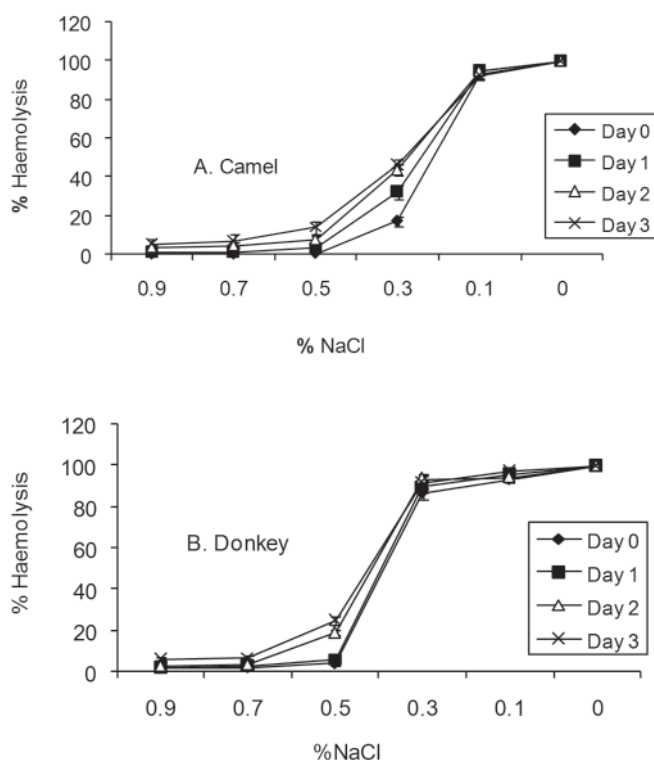 120
100
80
60
40
20
0
% Haemolysis
A. Camel
Day 0
Day 1
Day 2
Day 3
0.9 0.7 0.5 0.3 0.1 0
% NaCl
120
100
80
60
40
20
0
% Haemolysis
B. Donkey
Day 0
Day 1
Day 2
Day 3
0.9 0.7 0.5 0.3 0.1 0
%NaCl